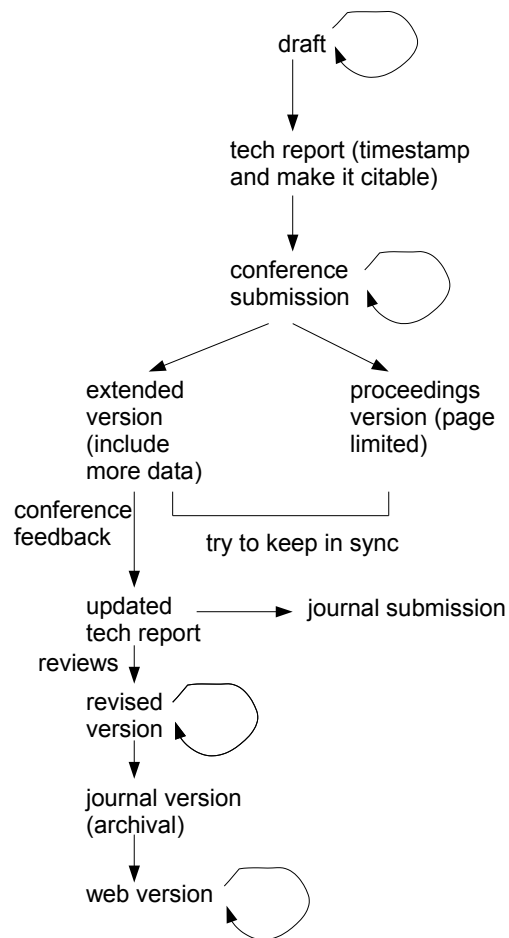 draft
tech report (timestamp
and make it citable)
conference
submission
extended
version
(include
more data)
proceedings
version (page
limited)
conference
feedback
try to keep in sync
updated
tech report
journal submission
reviews
revised
version
journal version
(archival)
web version